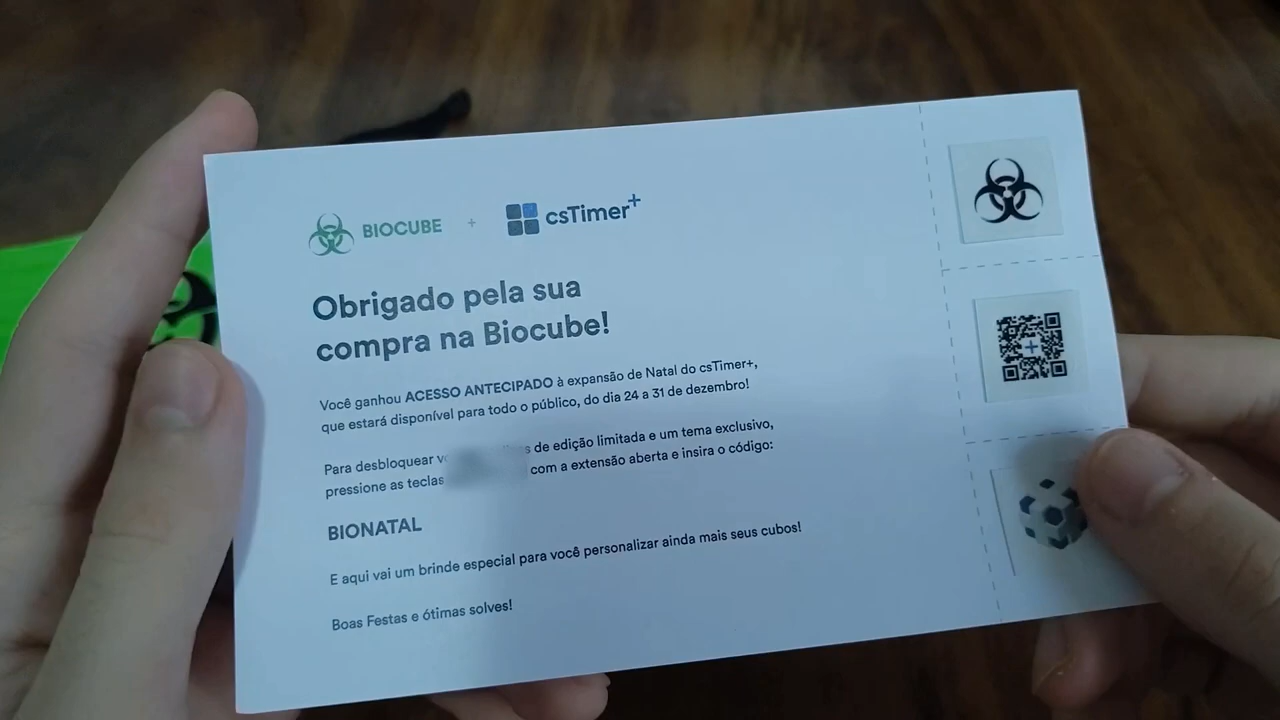 BIOCUBE + csTimer+
Obrigado pela sua
compra na Biocube!
Você ganhou ACESSO ANTECIPADO à expansão de Natal do csTimer+,
que estará disponível para todo o público, do dia 24 a 31 de dezembro!
Para desbloquear de edição limitada e um tema exclusivo,
pressione as teclas com a extensão aberta e insira o código:
BIONATAL
E aqui vai um brinde especial para você personalizar ainda mais seus cubos!
Boas Festas e ótimas solves!